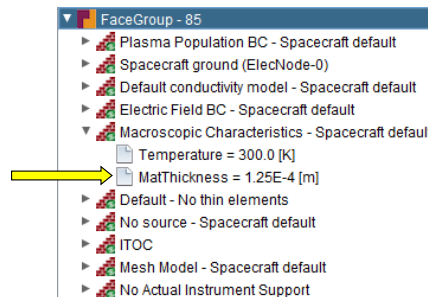 FaceGroup - 85
Plasma Population BC - Spacecraft default
Spacecraft ground (ElecNode-0)
Default conductivity model - Spacecraft default
Electric Field BC - Spacecraft default
Macroscopic Characteristics - Spacecraft defaul
Temperature = 300.0 [K]
MatThickness = 1.25E-4 [m]
Default - No thin elements
No source - Spacecraft default
ITOC
Mesh Model - Spacecraft default
No Actual Instrument Support